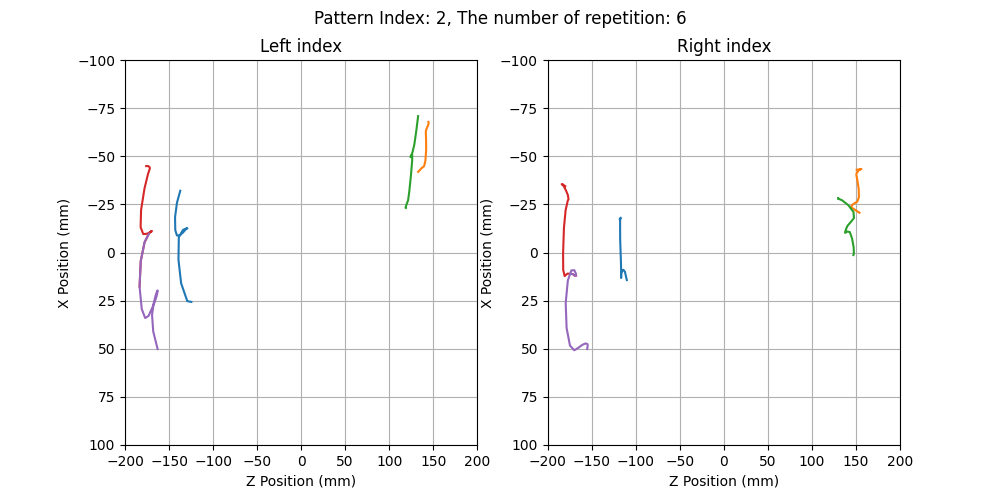 Pattern Index: 2, The number of repetition: 6
Left index
Right index
−100
−75
−50
−25
0
25
50
75
100
X Position (mm)
−200 −150 −100 −50 0 50 100 150 200
Z Position (mm)
−100
−75
−50
−25
0
25
50
75
100
X Position (mm)
−200 −150 −100 −50 0 50 100 150 200
Z Position (mm)